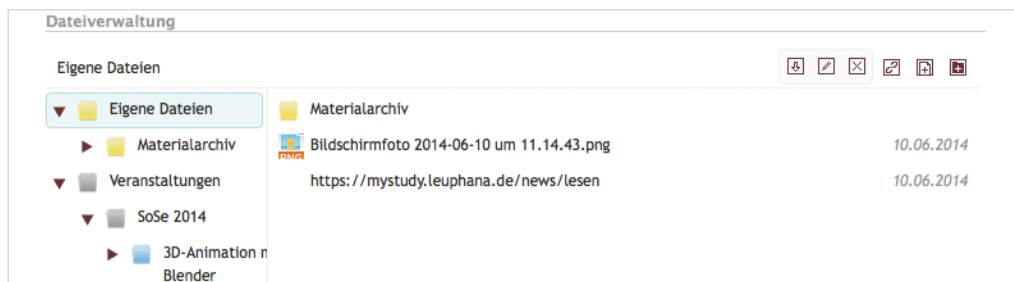 Dateiverwaltung
Eigene Dateien
Eigene Dateien
Materialarchiv
Veranstaltungen
SoSe 2014
3D-Animation
Blender
Materialarchiv
PNG
Bildschirmfoto 2014-06-10 um 11.14.43.png 10.06.2014
https://mystudy.leuphana.de/news/lesen 10.06.2014